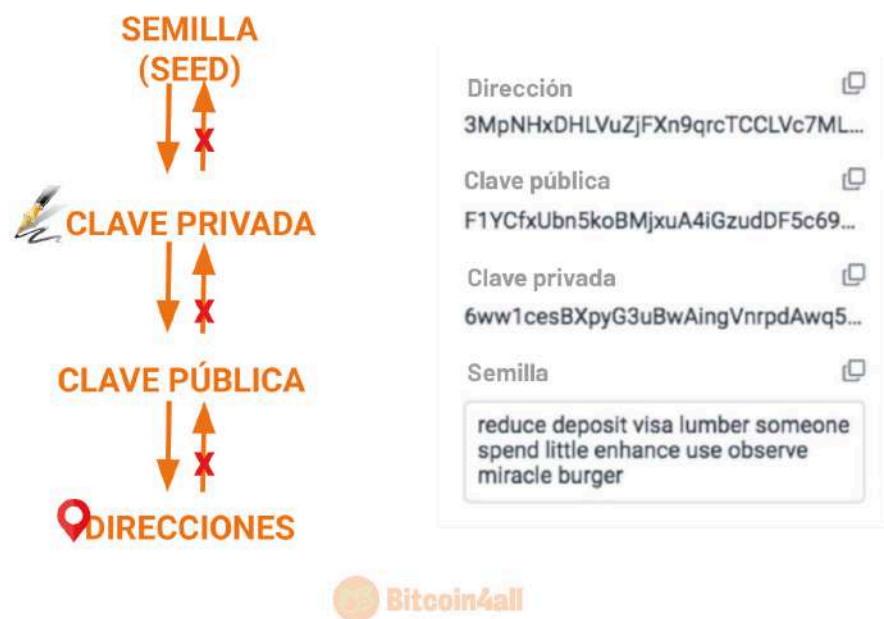 SEMILLA
(SEED)
X
CLAVE PRIVADA
X
CLAVE PÚBLICA
X
DIRECCIONES
Dirección
3MpNHxDHLVuZjFXn9qrcTCCLVc7ML...
Clave pública
F1YCfxUbn5koBMjxuA4iGzudDF5c69...
Clave privada
6ww1cesBXpyG3uBwAingVnrpdAwq5...
Semilla
reduce deposit visa lumber someone
spend little enhance use observe
miracle burger
Bitcoin4all